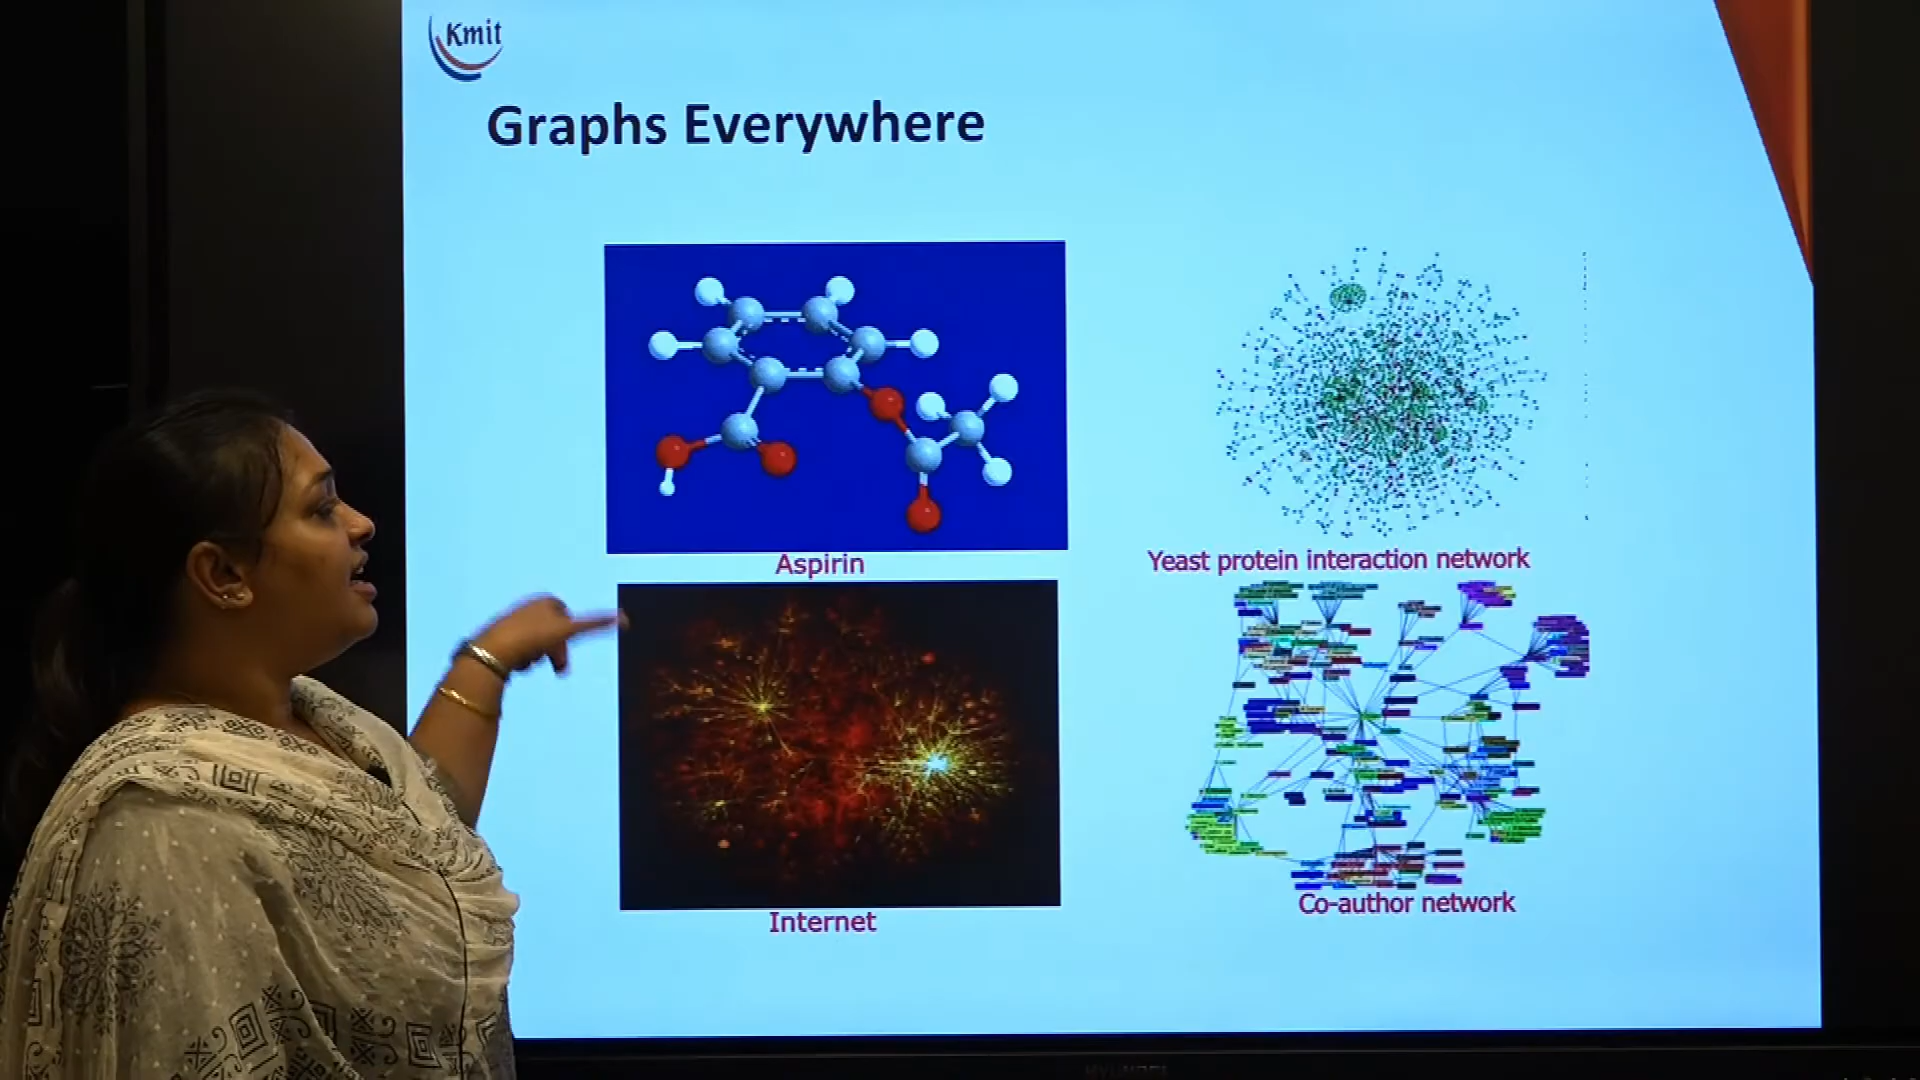 Kmit
Graphs Everywhere
Aspirin
Yeast protein interaction network
Internet
Co-author network